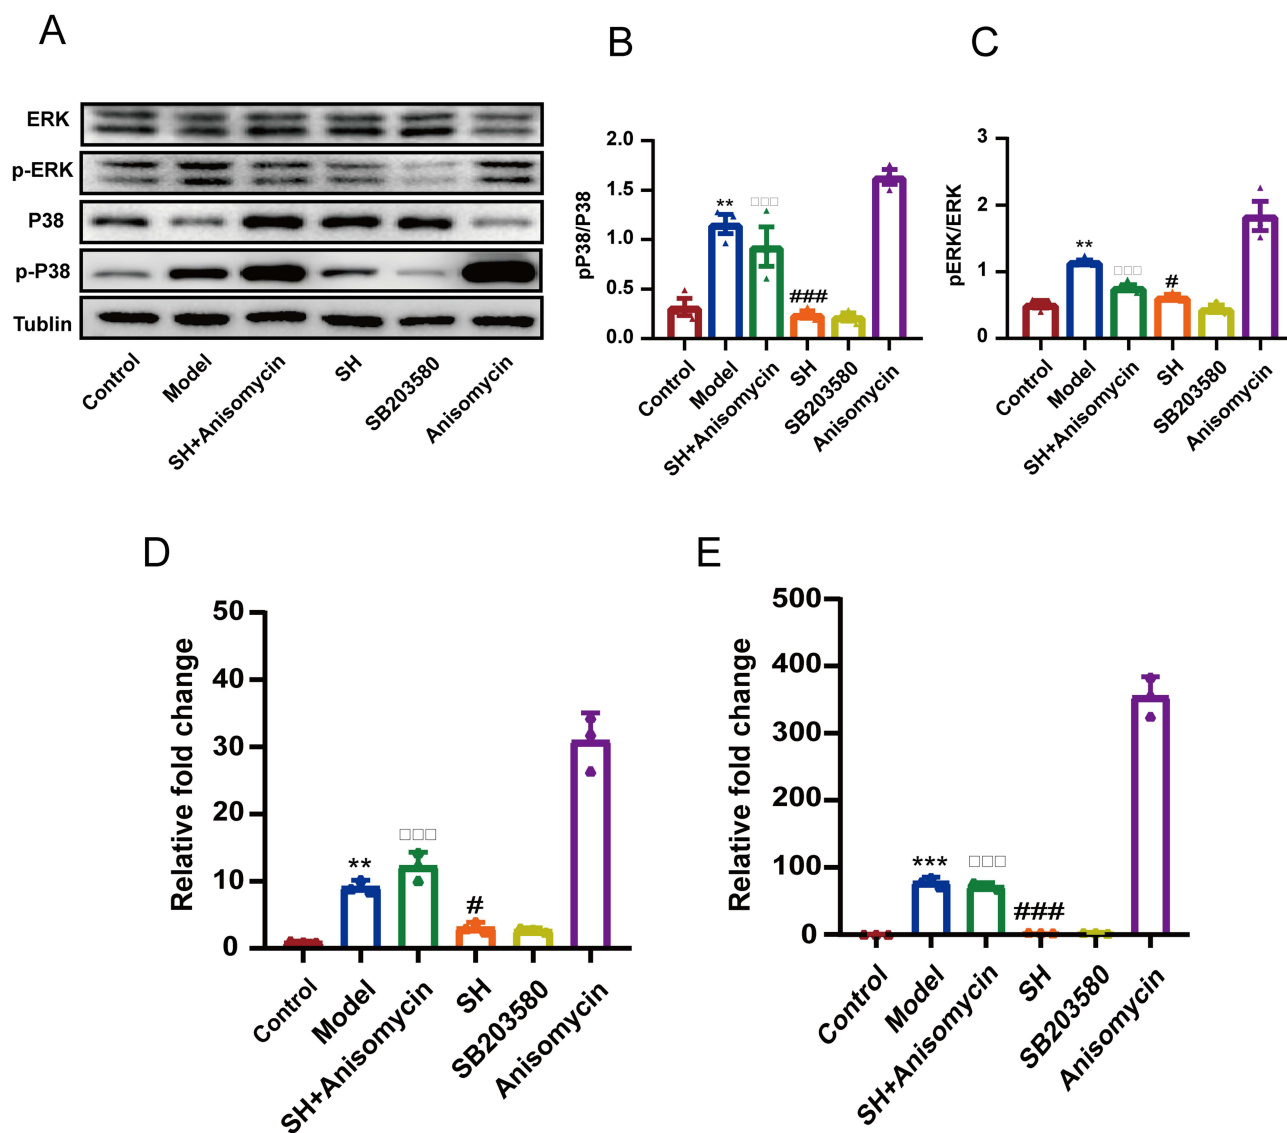 A
ERK
p-ERK
P38
p-P38
Tublin
Control
Model
SH+Anisomycin
SH
SB203580
Anisomycin
B
pP38/P38
2.0
1.5
1.0
0.5
0.0
**
□□□
###
Control
Model
SH+Anisomycin
SH
SB203580
Anisomycin
C
pERK/ERK
3
2
1
0
**
□□□
#
Control
Model
SH+Anisomycin
SH
SB203580
Anisomycin
D
Relative fold change
50
40
30
20
10
0
**
□□□
#
Control
Model
SH+Anisomycin
SH
SB203580
Anisomycin
E
Relative fold change
500
400
300
200
100
0
***
□□□
###
Control
Model
SH+Anisomycin
SH
SB203580
Anisomycin